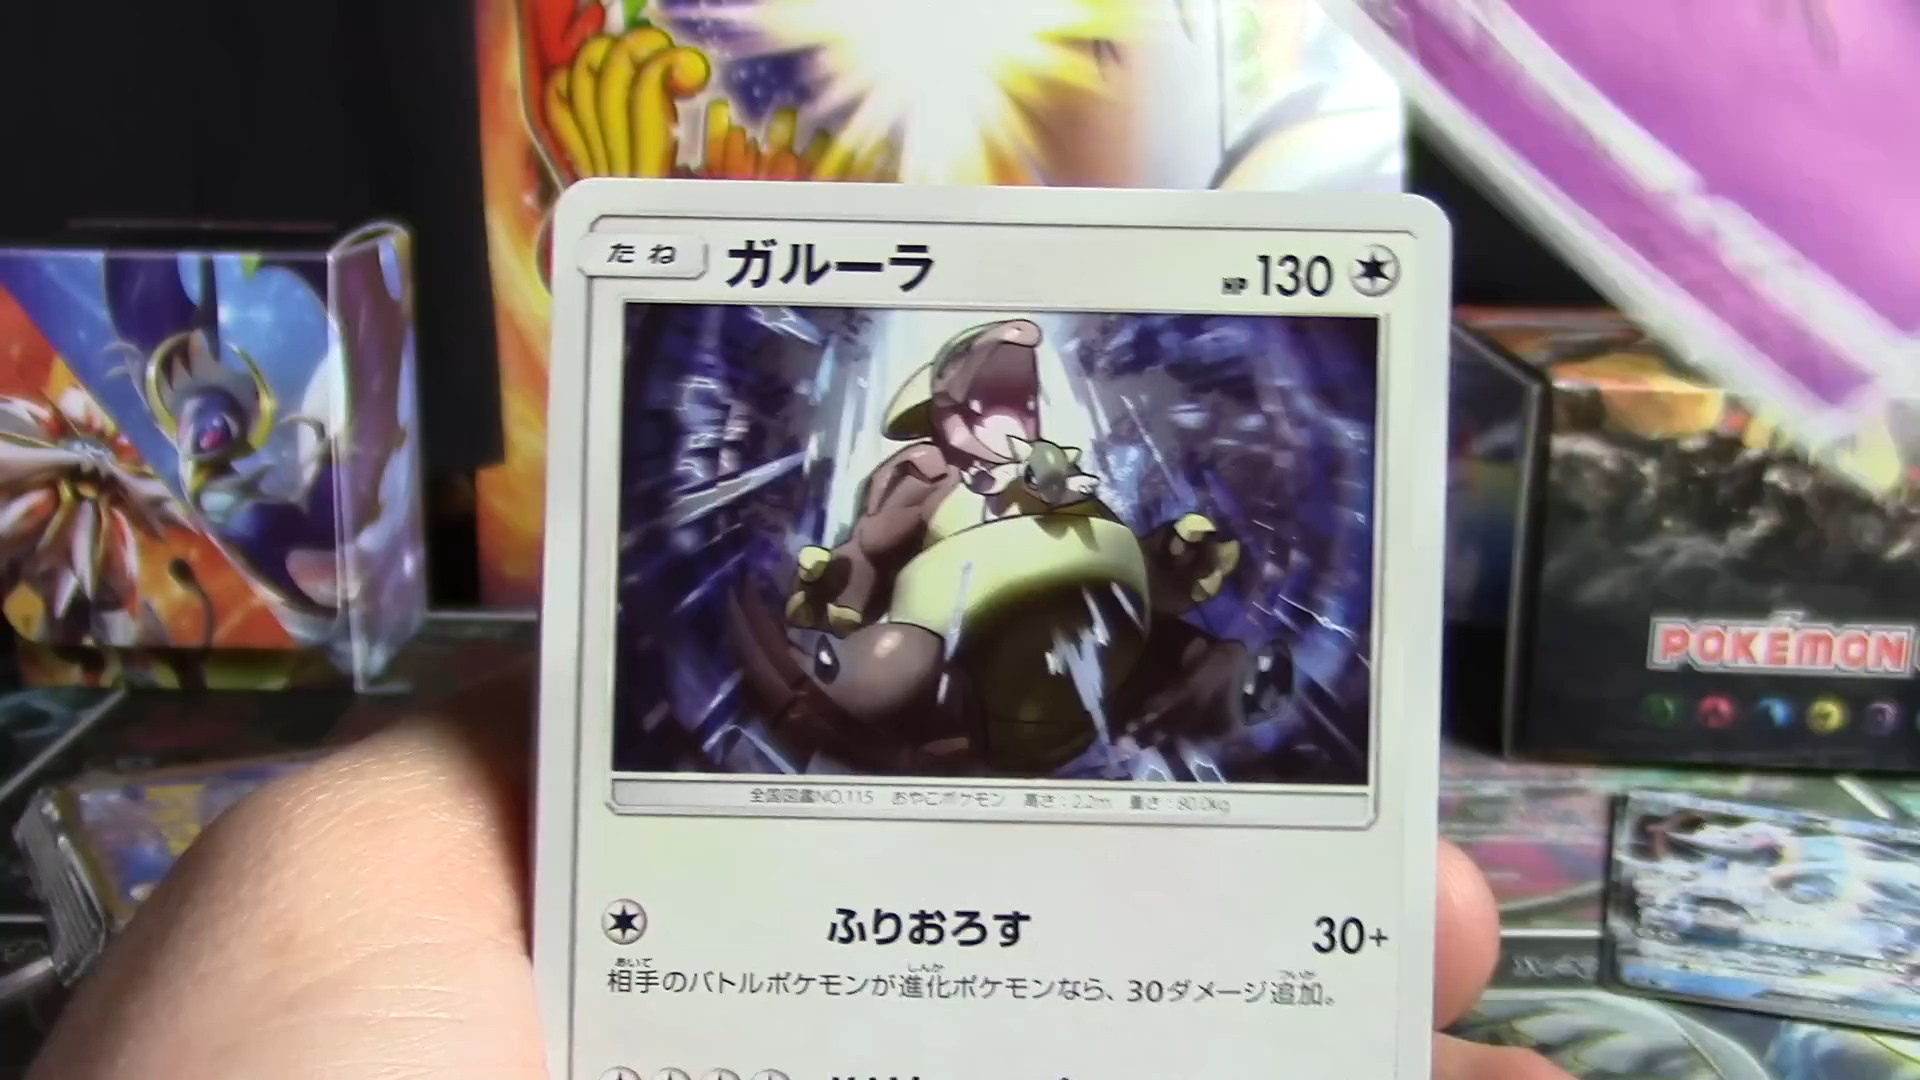 たね ガルーラ HP 130
全国図鑑NO.115 おやこポケモン 高さ：2.2m 重さ：80.0kg
ふりおろす 30+
相手のバトルポケモンが進化ポケモンなら、30ダメージ追加。
POKÉMON